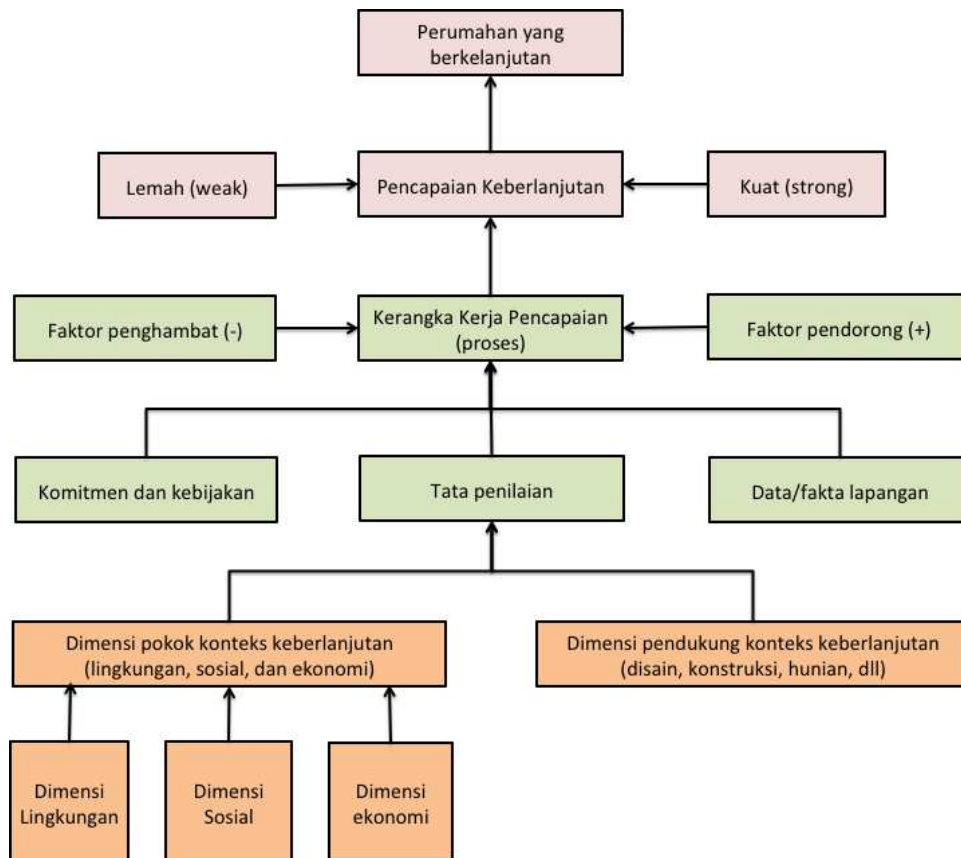 Perumahan yang
berkelanjutan
Lemah (weak)
Pencapaian Keberlanjutan
Kuat (strong)
Faktor penghambat (-)
Kerangka Kerja Pencapaian
(proses)
Faktor pendorong (+)
Komitmen dan kebijakan
Tata penilaian
Data/fakta lapangan
Dimensi pokok konteks keberlanjutan
(lingkungan, sosial, dan ekonomi)
Dimensi pendukung konteks keberlanjutan
(disain, konstruksi, hunian, dll)
Dimensi
Lingkungan
Dimensi
Sosial
Dimensi
ekonomi